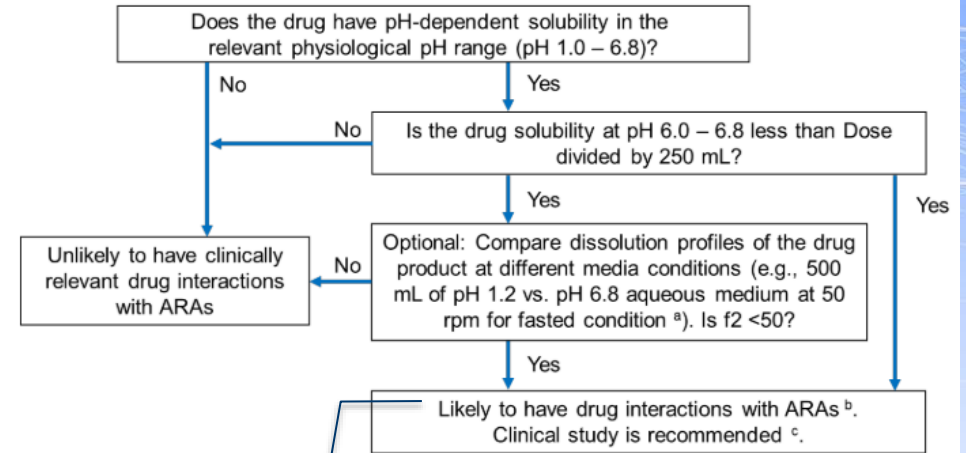 Does the drug have pH-dependent solubility in the
relevant physiological pH range (pH 1.0 – 6.8)?
No
Yes
No
Is the drug solubility at pH 6.0 – 6.8 less than Dose
divided by 250 mL?
Yes
Yes
Unlikely to have clinically
relevant drug interactions
with ARAs
No
Optional: Compare dissolution profiles of the drug
product at different media conditions (e.g., 500
mL of pH 1.2 vs. pH 6.8 aqueous medium at 50
rpm for fasted condition ᵃ). Is f2 <50?
Yes
Likely to have drug interactions with ARAs ᵇ.
Clinical study is recommended ᶜ.